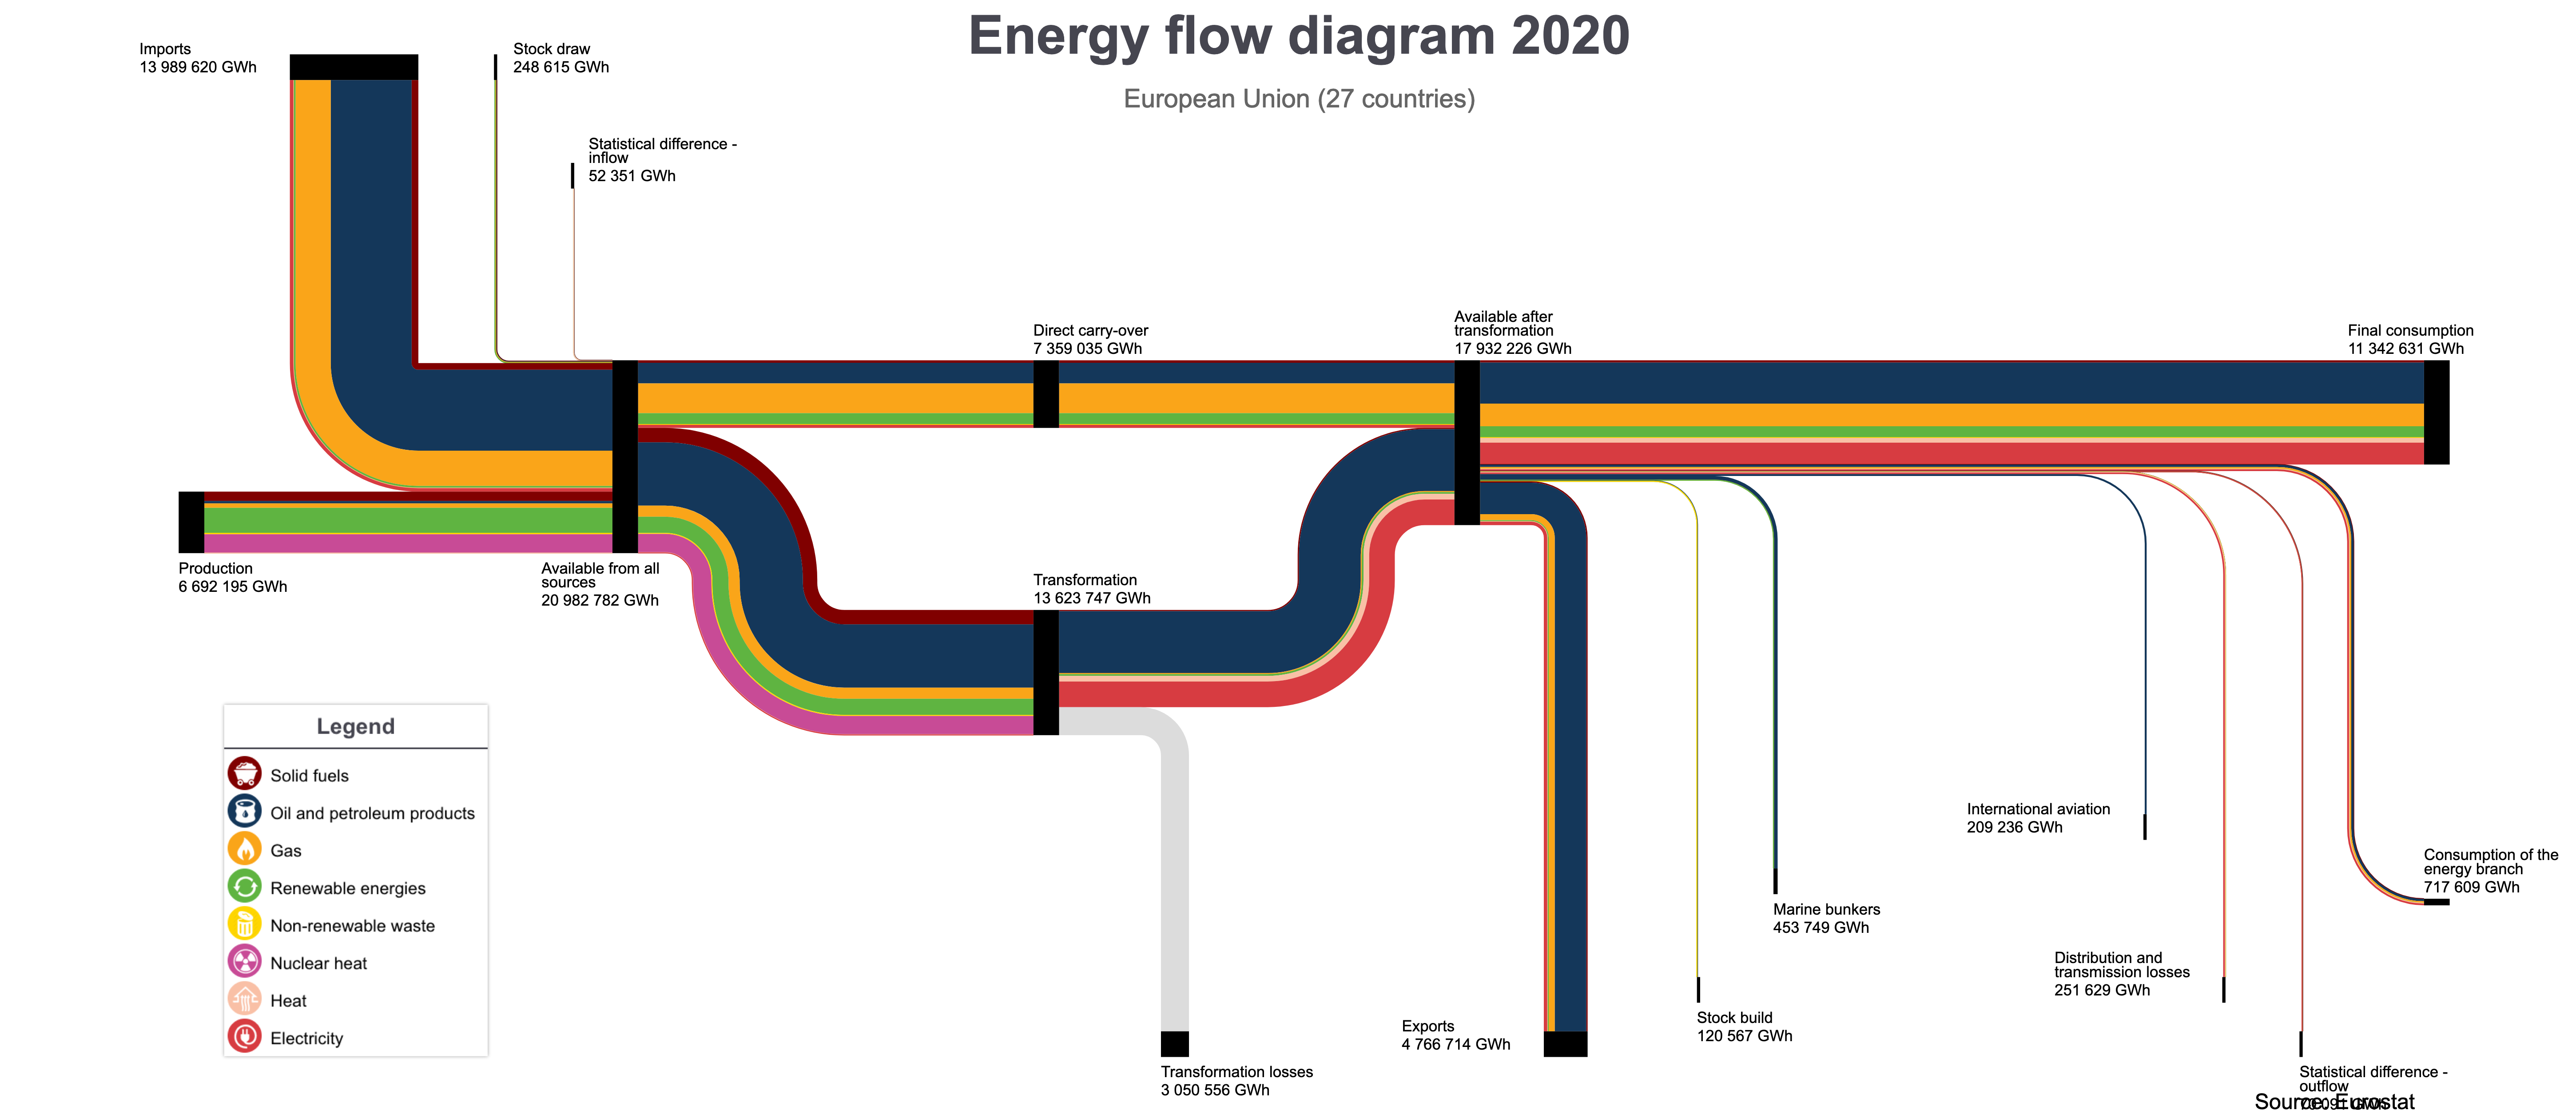 Energy flow diagram 2020
European Union (27 countries)
Imports
13 989 620 GWh
Stock draw
248 615 GWh
Statistical difference -
inflow
52 351 GWh
Direct carry-over
7 359 035 GWh
Available after
transformation
17 932 226 GWh
Final consumption
11 342 631 GWh
Production
6 692 195 GWh
Available from all
sources
20 982 782 GWh
Transformation
13 623 747 GWh
Legend
Solid fuels
Oil and petroleum products
Gas
Renewable energies
Non-renewable waste
Nuclear heat
Heat
Electricity
International aviation
209 236 GWh
Consumption of the
energy branch
717 609 GWh
Marine bunkers
453 749 GWh
Distribution and
transmission losses
251 629 GWh
Stock build
120 567 GWh
Exports
4 766 714 GWh
Transformation losses
3 050 556 GWh
Statistical difference -
outflow
Source: Eurostat